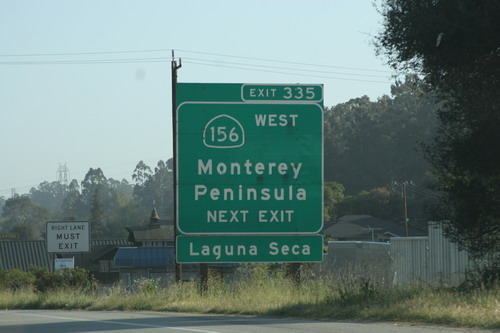 EXIT 335
156 WEST
Monterey
Peninsula
NEXT EXIT
Laguna Seca
RIGHT LANE
MUST
EXIT